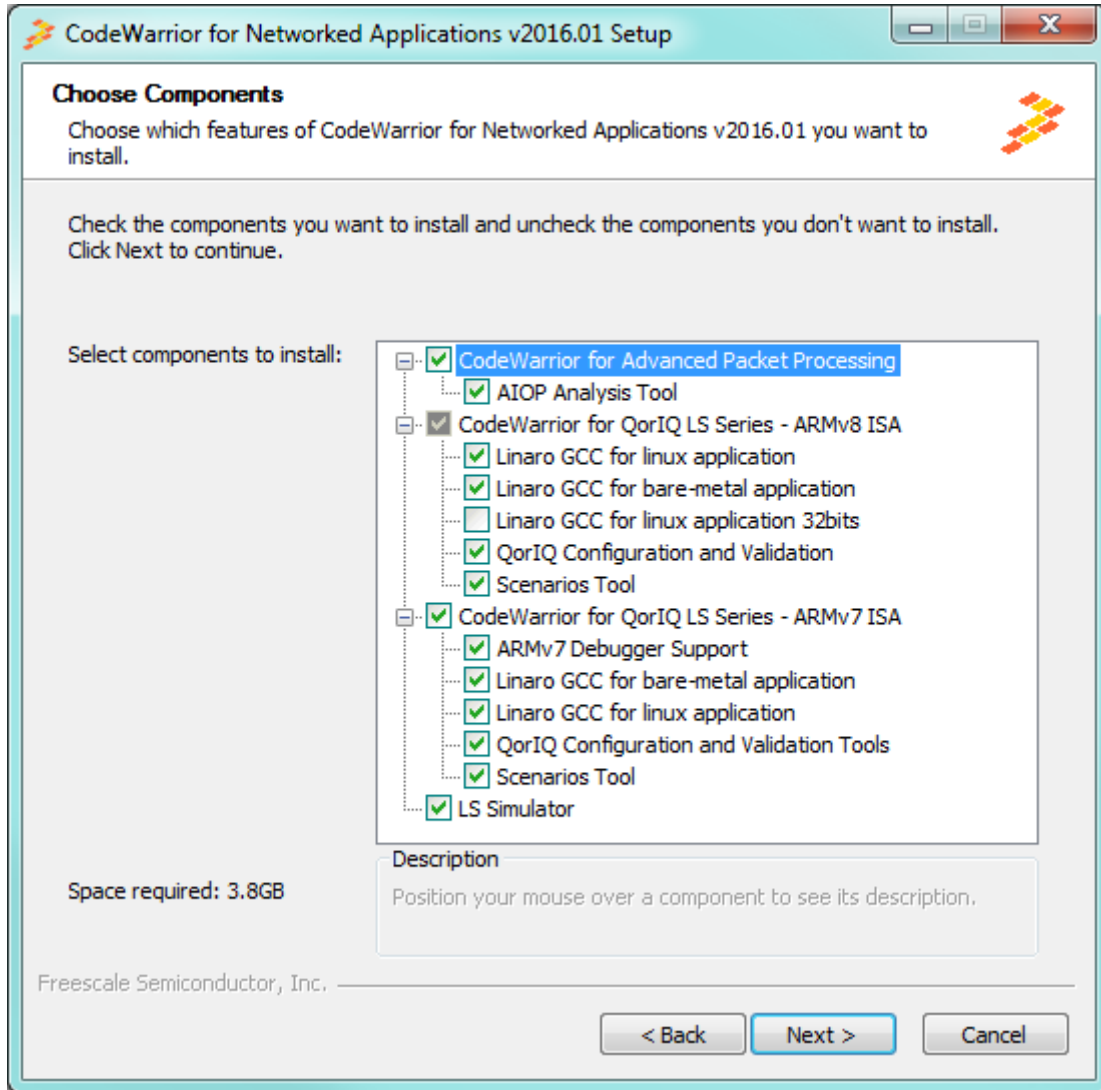 CodeWarrior for Networked Applications v2016.01 Setup
Choose Components
Choose which features of CodeWarrior for Networked Applications v2016.01 you want to
install.
Check the components you want to install and uncheck the components you don't want to install.
Click Next to continue.
Select components to install:
CodeWarrior for Advanced Packet Processing
AIOP Analysis Tool
CodeWarrior for QorIQ LS Series - ARMv8 ISA
Linaro GCC for linux application
Linaro GCC for bare-metal application
Linaro GCC for linux application 32bits
QorIQ Configuration and Validation
Scenarios Tool
CodeWarrior for QorIQ LS Series - ARMv7 ISA
ARMv7 Debugger Support
Linaro GCC for bare-metal application
Linaro GCC for linux application
QorIQ Configuration and Validation Tools
Scenarios Tool
LS Simulator
Space required: 3.8GB
Description
Position your mouse over a component to see its description.
Freescale Semiconductor, Inc.
< Back
Next >
Cancel